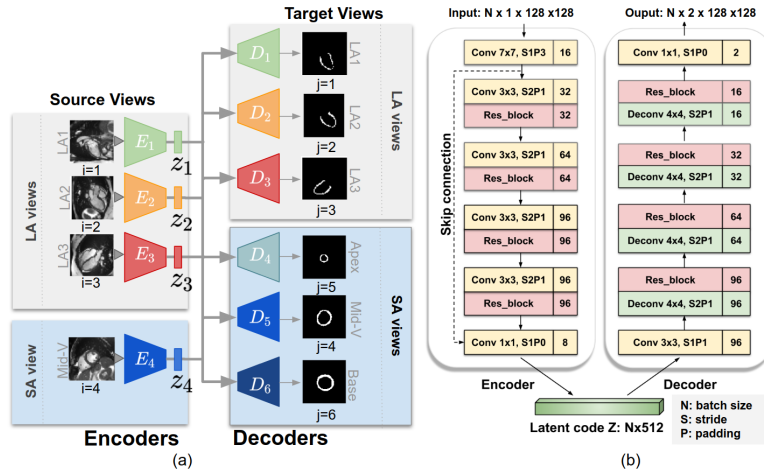 Source Views
Target Views
LA views
LA1
i=1
E1
z1
LA2
i=2
E2
z2
LA3
i=3
E3
z3
SA view
Mid-V
i=4
E4
z4
Encoders
D1
j=1
LA1
D2
j=2
LA2
D3
j=3
LA3
LA views
D4
j=5
Apex
D5
j=4
Mid-V
D6
j=6
Base
SA views
Decoders
(a)
Input: N x 1 x 128 x128
Conv 7x7, S1P3 16
Conv 3x3, S2P1 32
Res_block 32
Conv 3x3, S2P1 64
Res_block 64
Conv 3x3, S2P1 96
Res_block 96
Conv 3x3, S2P1 96
Res_block 96
Conv 1x1, S1P0 8
Skip connection
Encoder
Ouput: N x 2 x 128 x128
Conv 1x1, S1P0 2
Res_block 16
Deconv 4x4, S2P1 16
Res_block 32
Deconv 4x4, S2P1 32
Res_block 64
Deconv 4x4, S2P1 64
Res_block 96
Deconv 4x4, S2P1 96
Conv 3x3, S1P1 96
Decoder
Latent code Z: Nx512
N: batch size
S: stride
P: padding
(b)